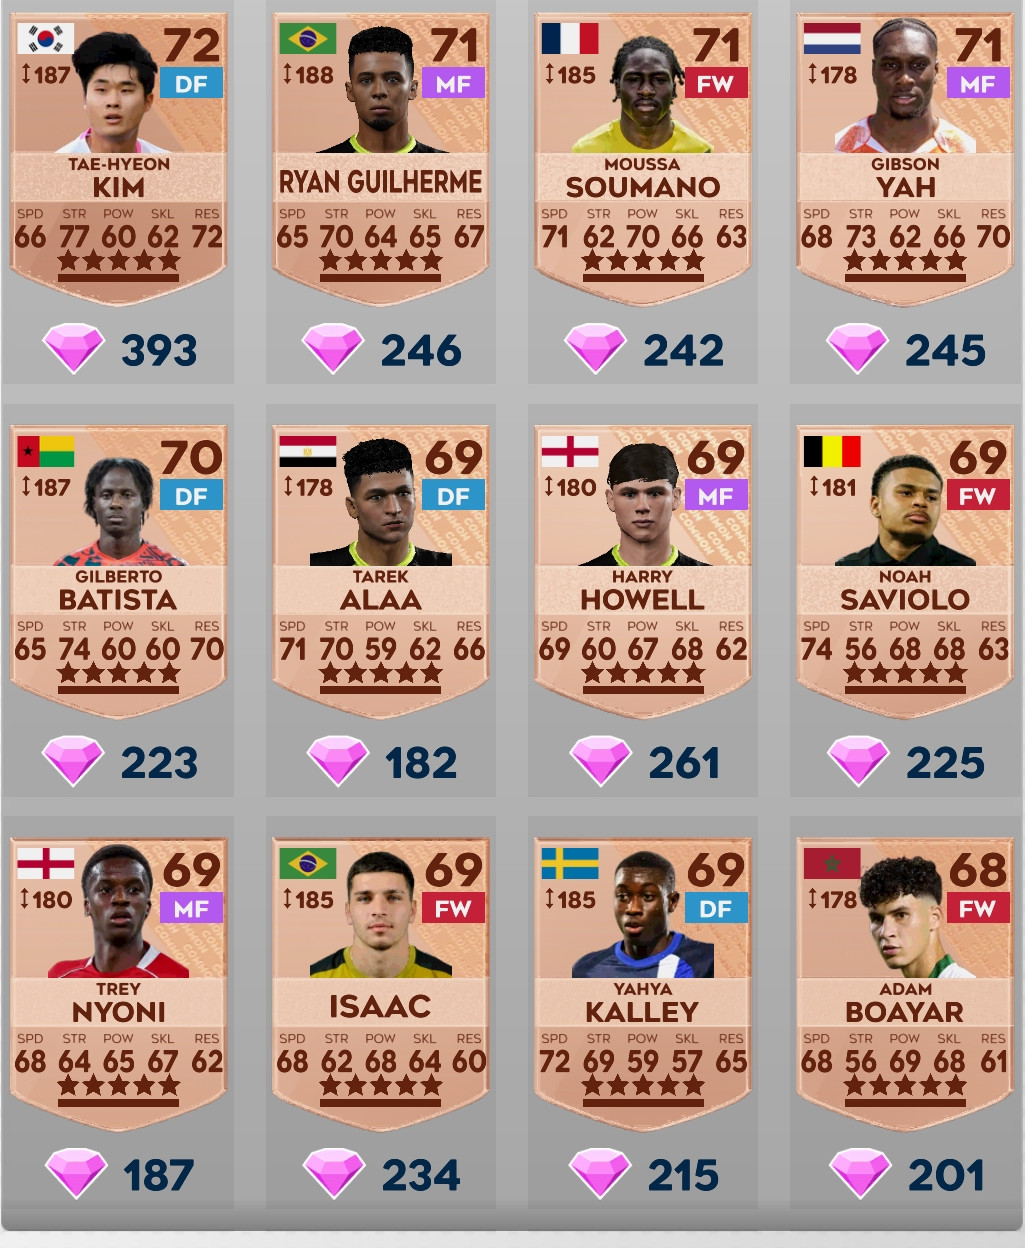 72
187
DF
TAE-HYEON
KIM
SPD STR POW SKL RES
66 77 60 62 72
393
71
188
MF
RYAN GUILHERME
SPD STR POW SKL RES
65 70 64 65 67
246
71
185
FW
MOUSSA
SOUMANO
SPD STR POW SKL RES
71 62 70 66 63
242
71
178
MF
GIBSON
YAH
SPD STR POW SKL RES
68 73 62 66 70
245
70
187
DF
GILBERTO
BATISTA
SPD STR POW SKL RES
65 74 60 60 70
223
69
178
DF
TAREK
ALAA
SPD STR POW SKL RES
71 70 59 62 66
182
69
180
MF
HARRY
HOWELL
SPD STR POW SKL RES
69 60 67 68 62
261
69
181
FW
NOAH
SAVIOLO
SPD STR POW SKL RES
74 56 68 68 63
225
69
180
MF
TREY
NYONI
SPD STR POW SKL RES
68 64 65 67 62
187
69
185
FW
ISAAC
SPD STR POW SKL RES
68 62 68 64 60
234
69
185
DF
YAHYA
KALLEY
SPD STR POW SKL RES
72 69 59 57 65
215
68
178
FW
ADAM
BOAYAR
SPD STR POW SKL RES
68 56 69 68 61
201